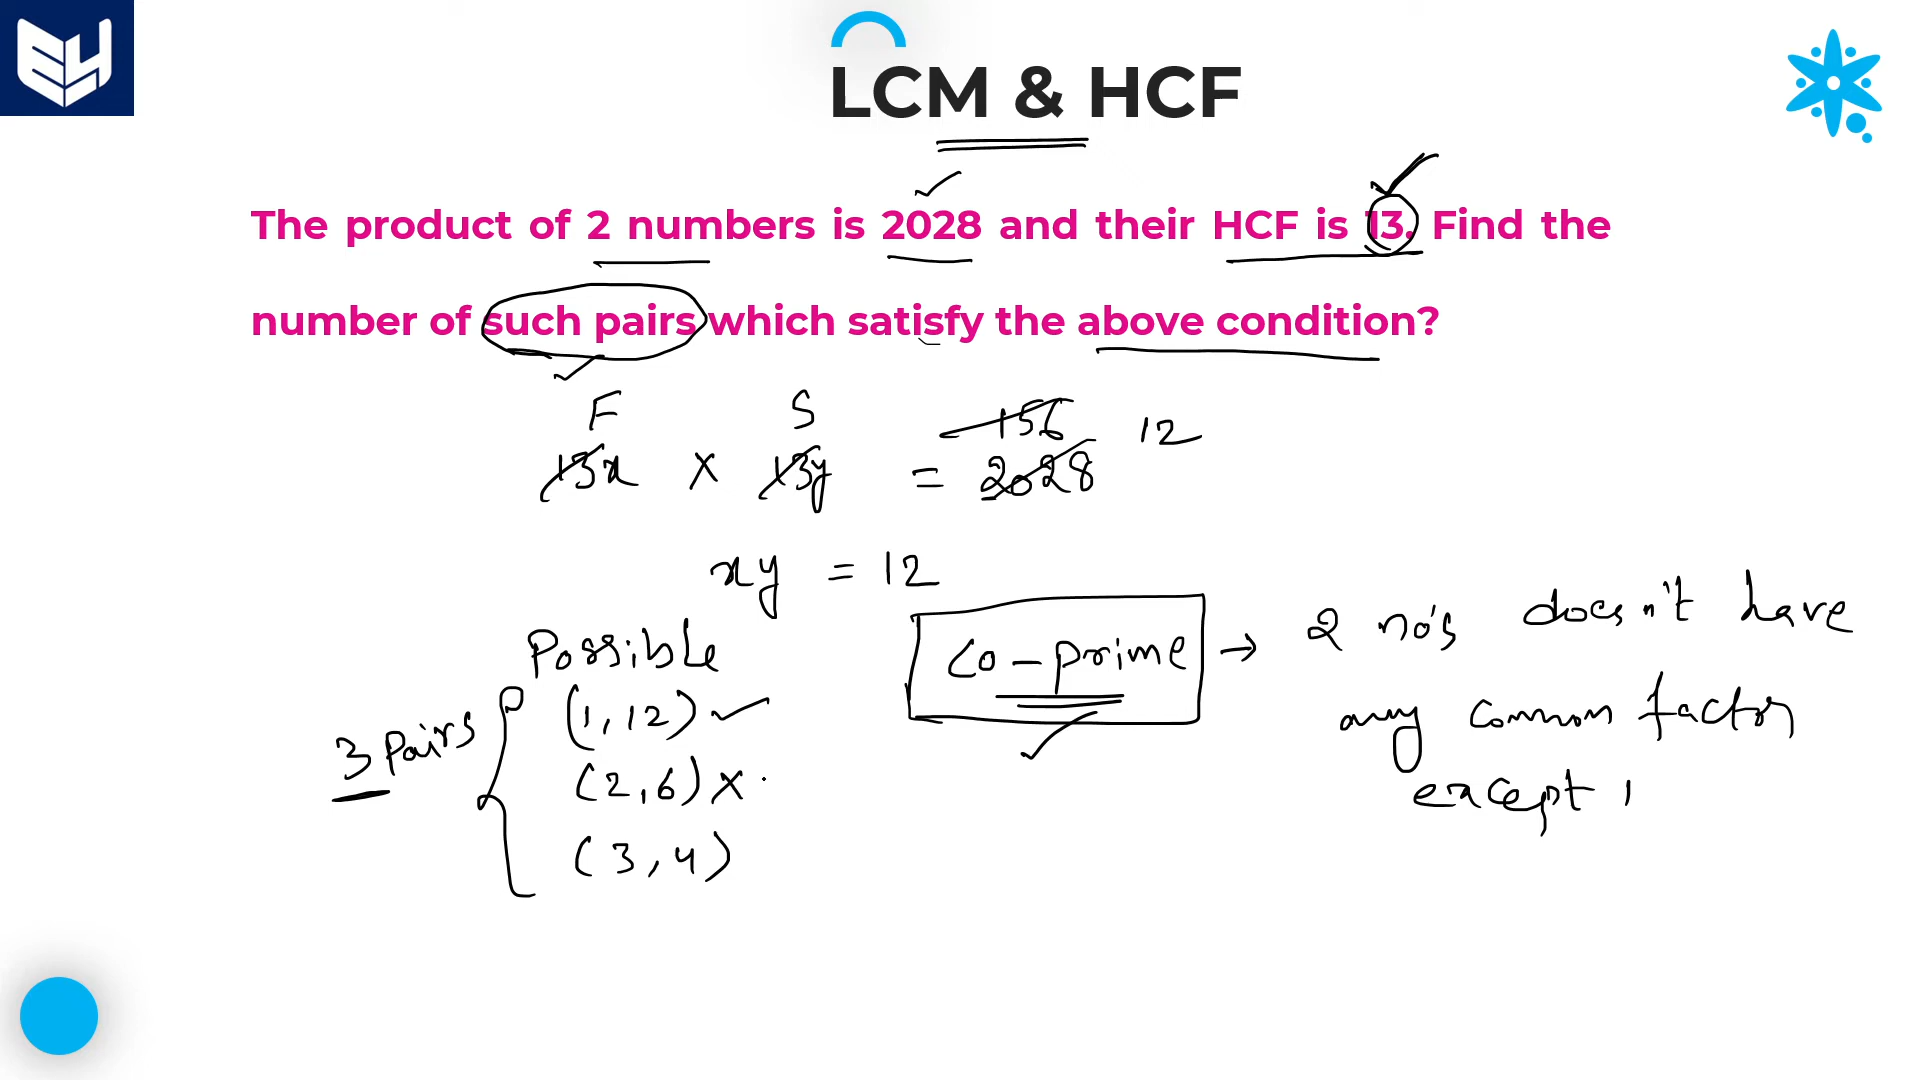 EY
LCM & HCF
The product of 2 numbers is 2028 and their HCF is 13. Find the
number of such pairs which satisfy the above condition?
F S 156 12
13x X 13y = 2028
xy = 12
Possible
Co-prime → 2 no's doesn't have
any common factor
except 1
3 Pairs
(1, 12) ✓
(2, 6) X
(3, 4)